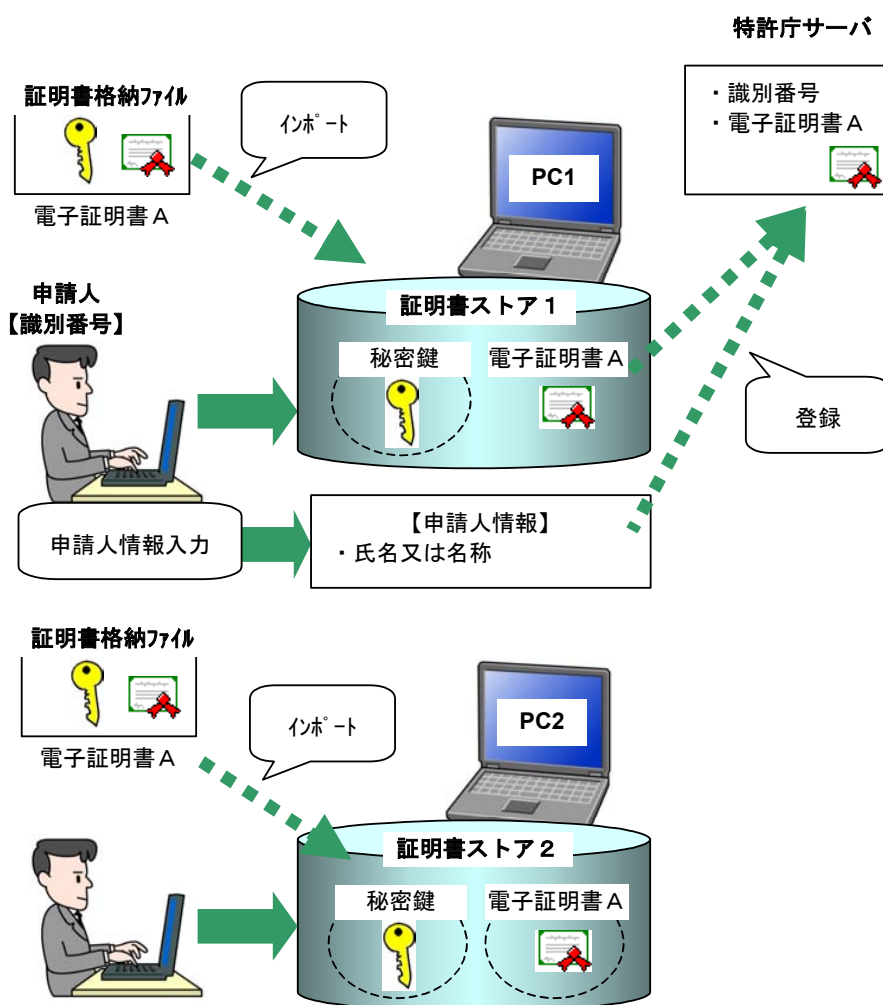 特許庁サーバ
・識別番号
・電子証明書A
証明書格納ファイル
インポート
電子証明書A
PC1
申請人
【識別番号】
証明書ストア1
秘密鍵
電子証明書A
登録
申請人情報入力
【申請人情報】
・氏名又は名称
証明書格納ファイル
インポート
電子証明書A
PC2
証明書ストア2
秘密鍵
電子証明書A